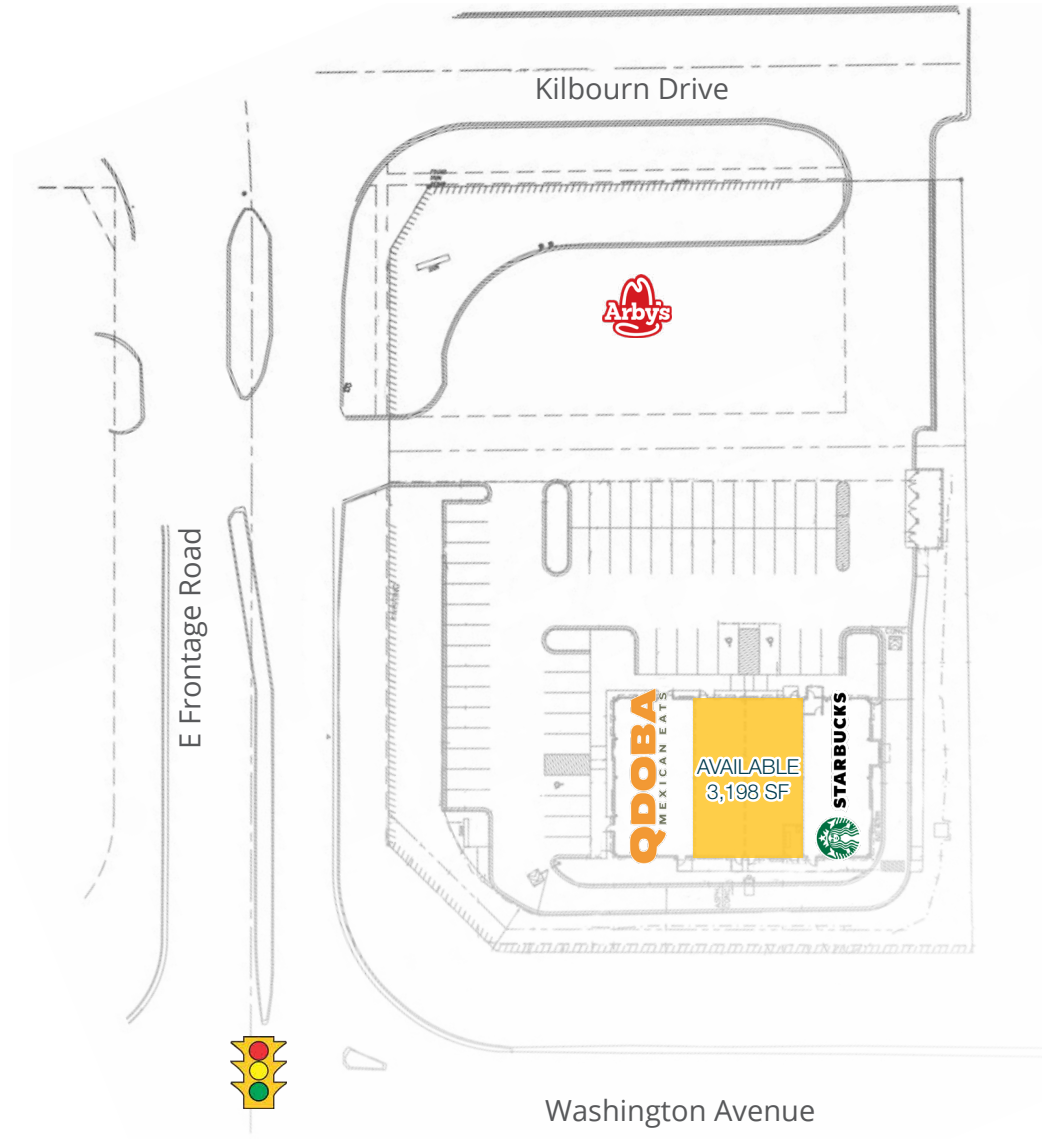 Kilbourn Drive
Arby's
E Frontage Road
QDOBA
MEXICAN EATS
AVAILABLE
3,198 SF
STARBUCKS
Washington Avenue